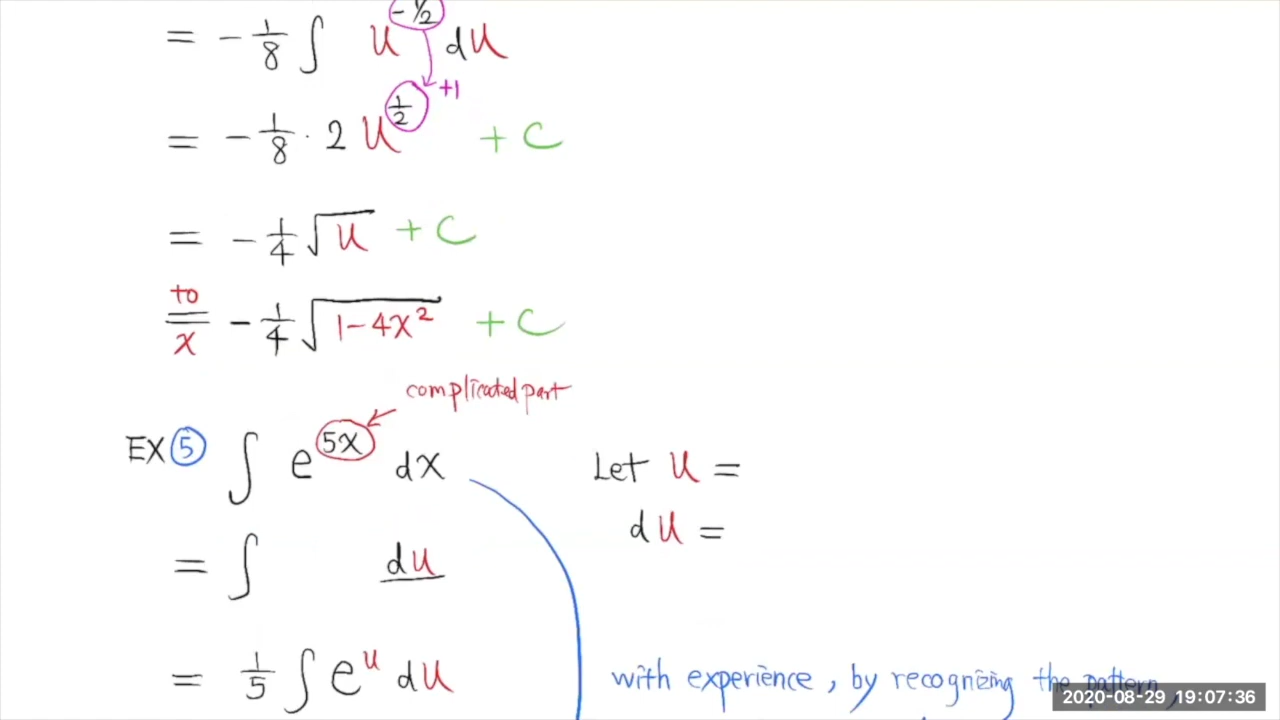 = -1/8 ∫ u^(-1/2) du
+1
= -1/8 · 2 u^(1/2) + C
= -1/4 √u + C
to
= -1/4 √(1-4x²) + C
x
complicated part
EX 5 ∫ e^(5x) dx Let u =
du =
= ∫ du
= 1/5 ∫ e^u du
with experience, by recognizing the pattern,
2020-08-29 19:07:36